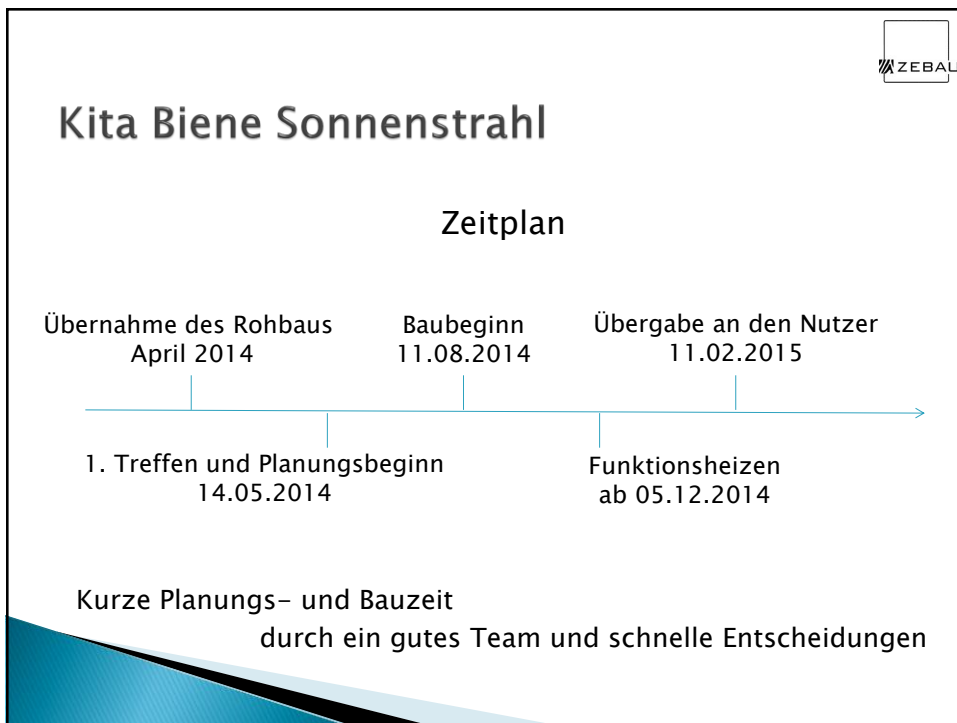 ZEBAU
Kita Biene Sonnenstrahl
Zeitplan
Übernahme des Rohbaus
April 2014
Baubeginn
11.08.2014
Übergabe an den Nutzer
11.02.2015
1. Treffen und Planungsbeginn
14.05.2014
Funktionsheizen
ab 05.12.2014
Kurze Planungs- und Bauzeit
durch ein gutes Team und schnelle Entscheidungen